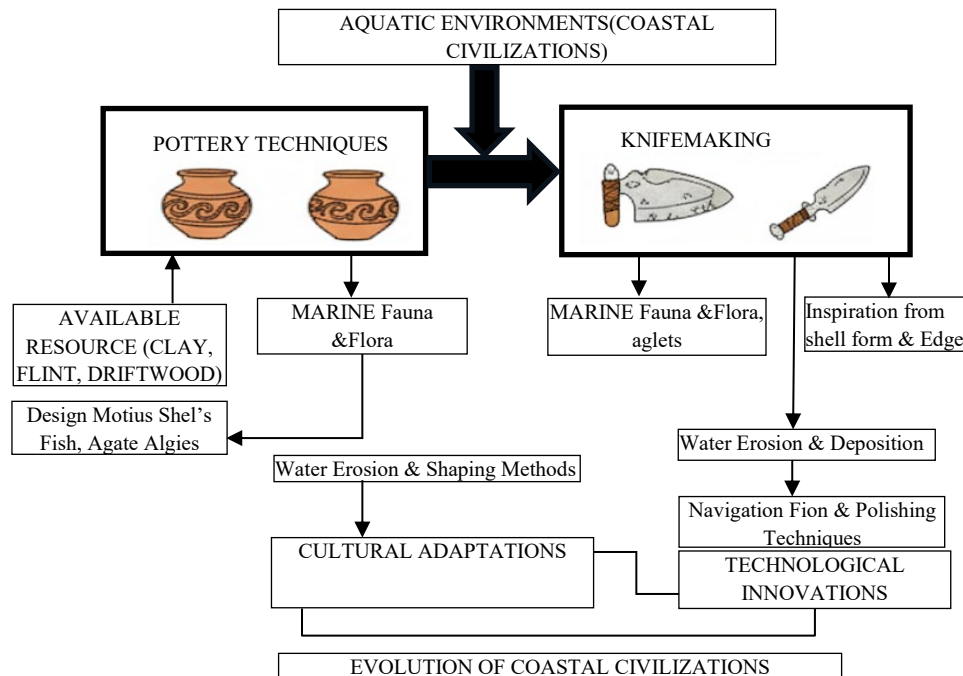 AQUATIC ENVIRONMENTS(COASTAL
CIVILIZATIONS)
POTTERY TECHNIQUES
KNIFEMAKING
AVAILABLE
RESOURCE (CLAY,
FLINT, DRIFTWOOD)
MARINE Fauna
&Flora
MARINE Fauna &Flora,
aglets
Inspiration from
shell form & Edge
Design Motius Shel's
Fish, Agate Algies
Water Erosion & Deposition
Water Erosion & Shaping Methods
Navigation Fion & Polishing
Techniques
CULTURAL ADAPTATIONS
TECHNOLOGICAL
INNOVATIONS
EVOLUTION OF COASTAL CIVILIZATIONS